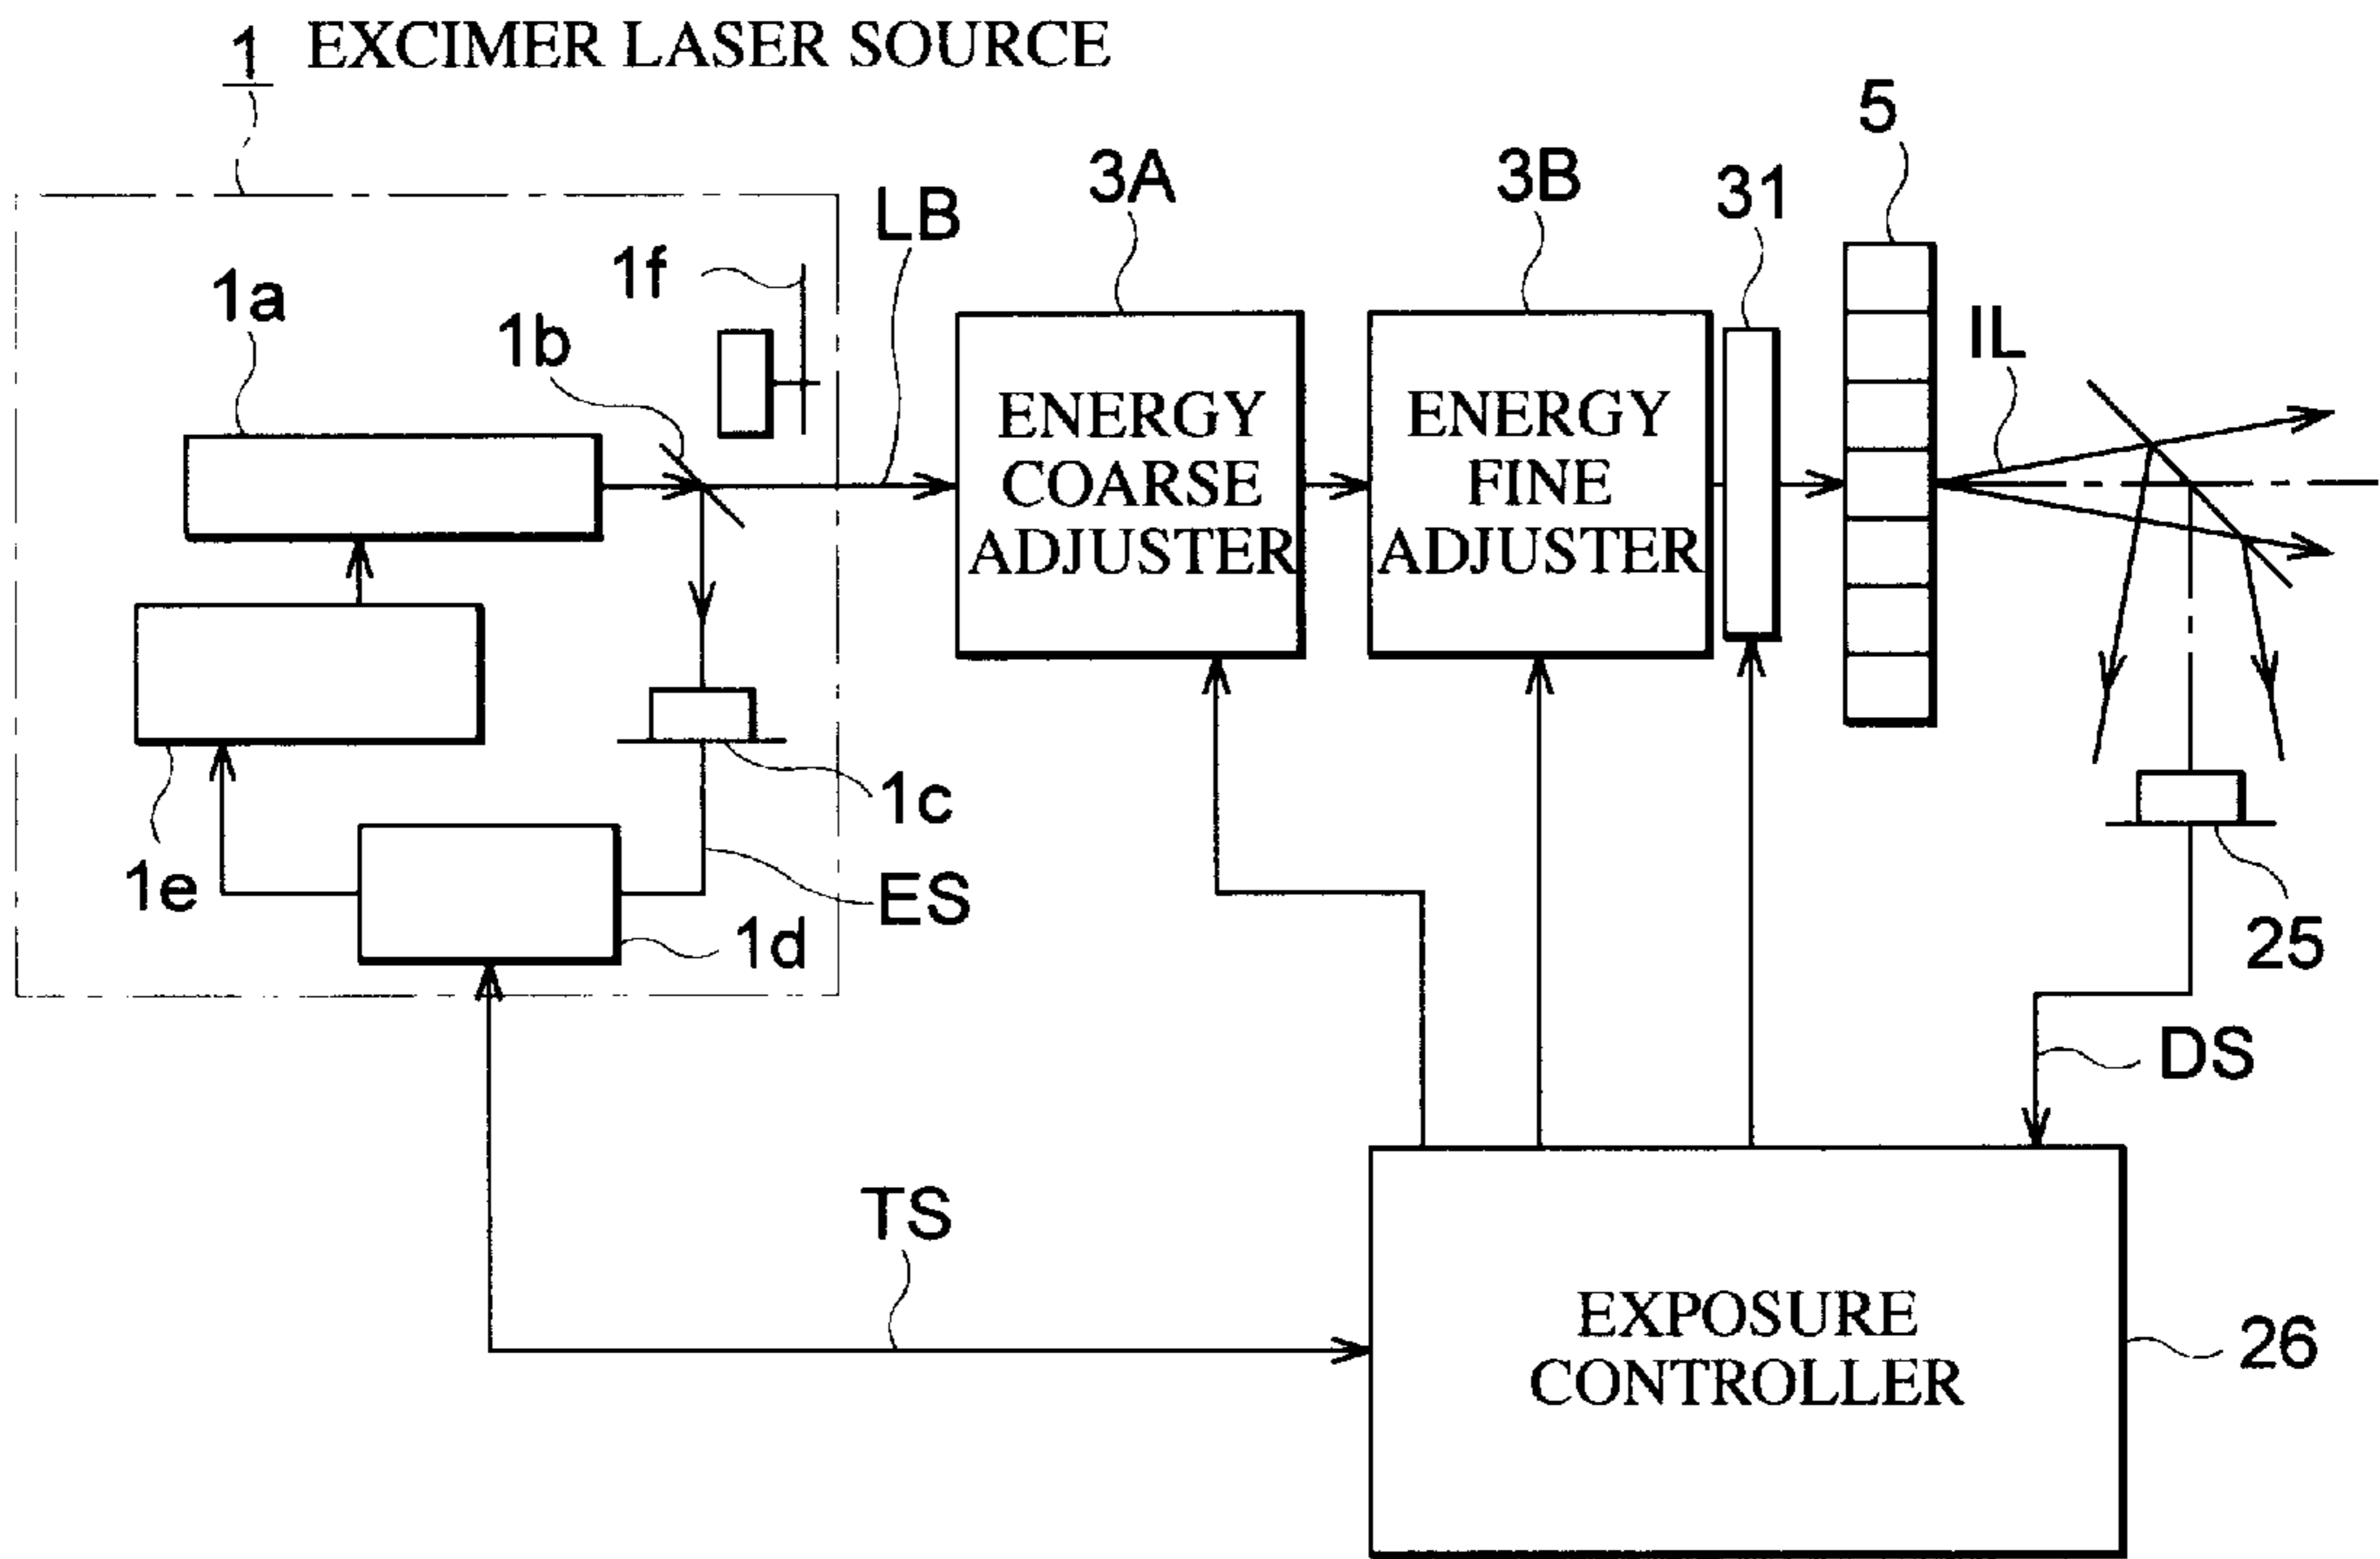 1 EXCIMER LASER SOURCE
5
3A
3B
31
LB
1f
1a
1b
IL
ENERGY
COARSE
ADJUSTER
ENERGY
FINE
ADJUSTER
1c
1e
ES
1d
25
DS
TS
EXPOSURE
CONTROLLER
26